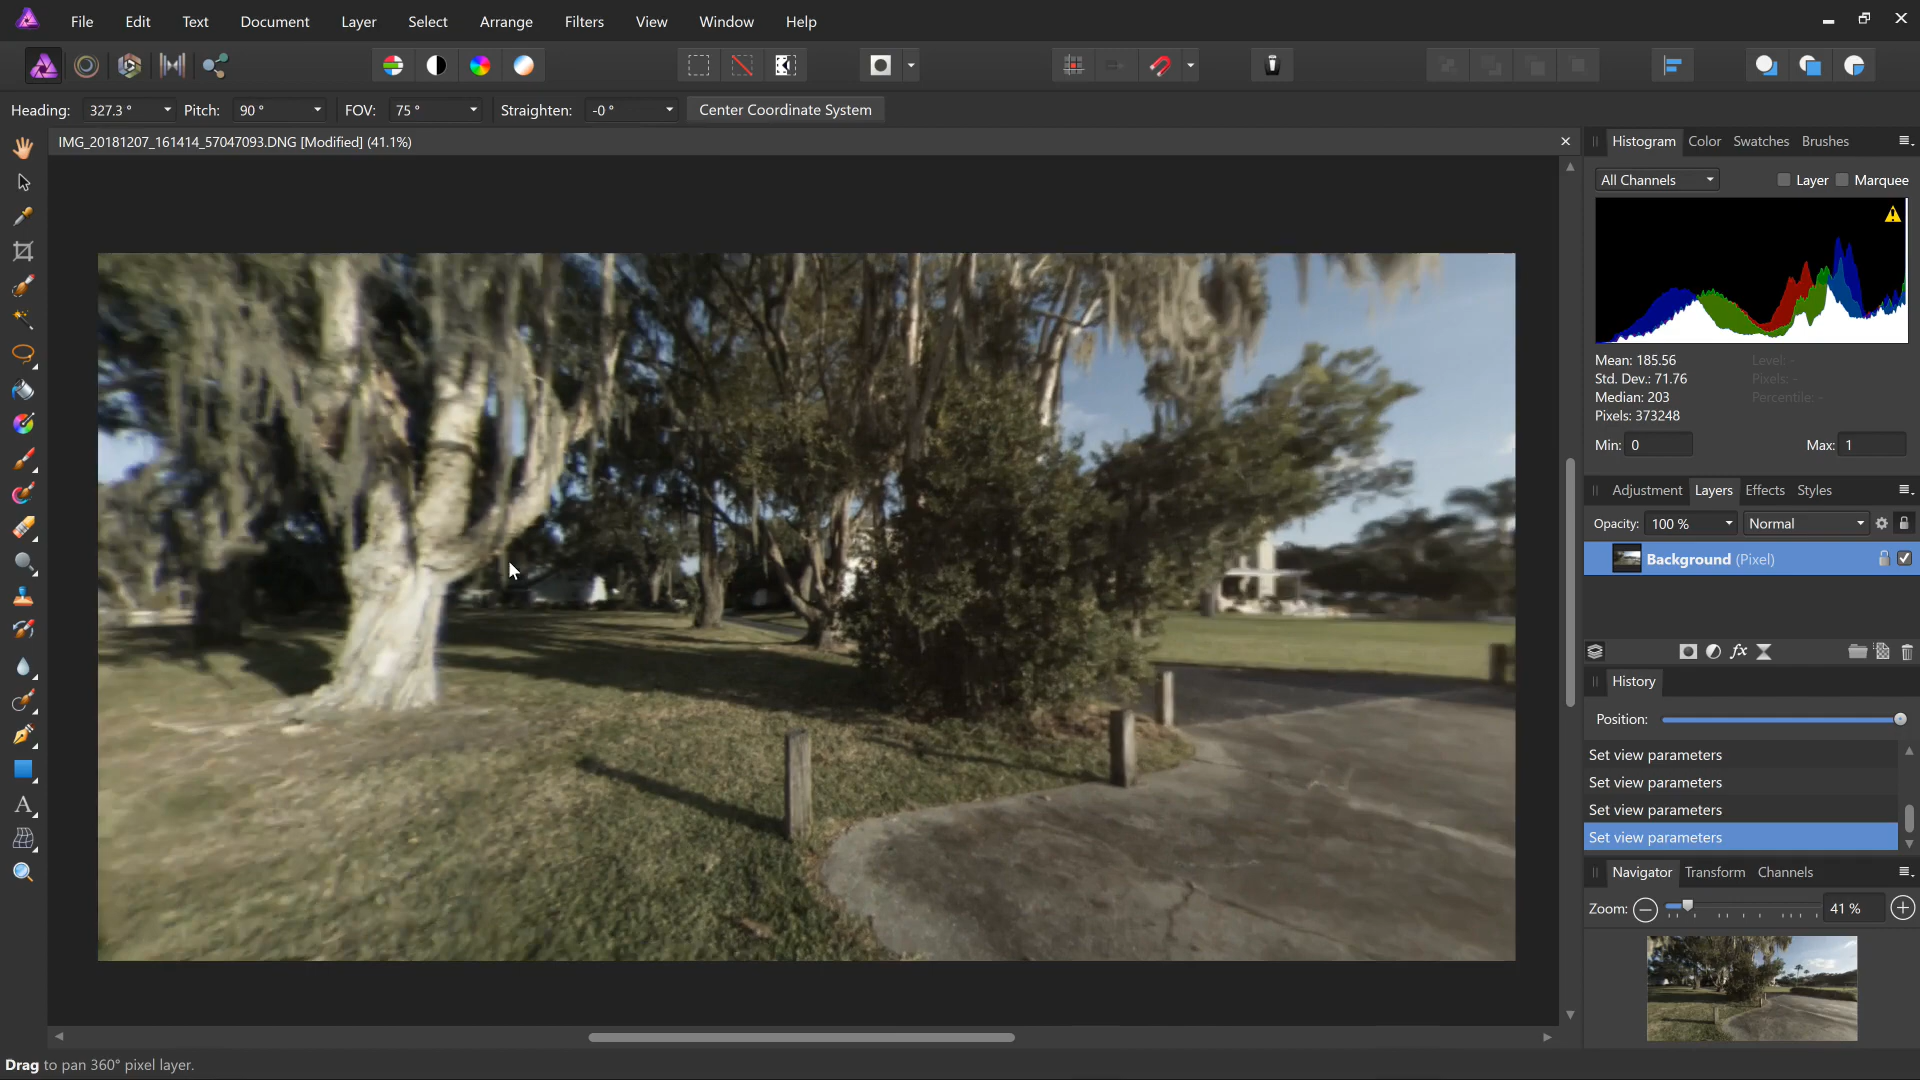 File Edit Text Document Layer Select Arrange Filters View Window Help
Heading: 327.3 ° Pitch: 90 ° FOV: 75 ° Straighten: -0 ° Center Coordinate System
IMG_20181207_161414_57047093.DNG [Modified] (41.1%)
Histogram Color Swatches Brushes
All Channels Layer Marquee
Mean: 185.56 Level: -
Std. Dev.: 71.76 Pixels: -
Median: 203 Percentile: -
Pixels: 373248
Min: 0 Max: 1
Adjustment Layers Effects Styles
Opacity: 100 % Normal
Background (Pixel)
fx
History
Position:
Set view parameters
Set view parameters
Set view parameters
Set view parameters
Navigator Transform Channels
Zoom: 41 %
A
Drag to pan 360° pixel layer.